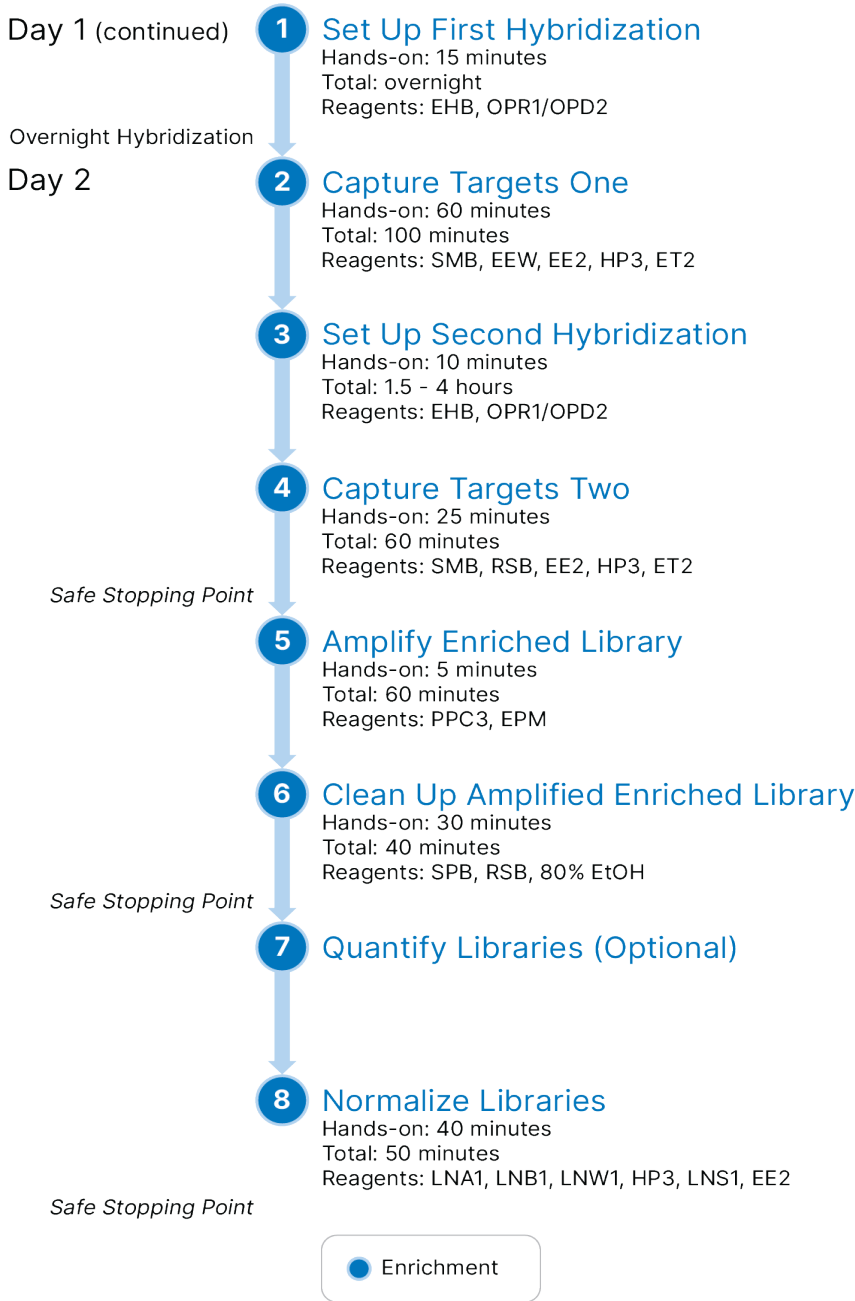 Day 1 (continued)
1
Set Up First Hybridization
Hands-on: 15 minutes
Total: overnight
Reagents: EHB, OPR1/OPD2
Overnight Hybridization
Day 2
2
Capture Targets One
Hands-on: 60 minutes
Total: 100 minutes
Reagents: SMB, EEW, EE2, HP3, ET2
3
Set Up Second Hybridization
Hands-on: 10 minutes
Total: 1.5 - 4 hours
Reagents: EHB, OPR1/OPD2
4
Capture Targets Two
Hands-on: 25 minutes
Total: 60 minutes
Reagents: SMB, RSB, EE2, HP3, ET2
Safe Stopping Point
5
Amplify Enriched Library
Hands-on: 5 minutes
Total: 60 minutes
Reagents: PPC3, EPM
6
Clean Up Amplified Enriched Library
Hands-on: 30 minutes
Total: 40 minutes
Reagents: SPB, RSB, 80% EtOH
Safe Stopping Point
7
Quantify Libraries (Optional)
8
Normalize Libraries
Hands-on: 40 minutes
Total: 50 minutes
Reagents: LNA1, LNB1, LNW1, HP3, LNS1, EE2
Safe Stopping Point
Enrichment